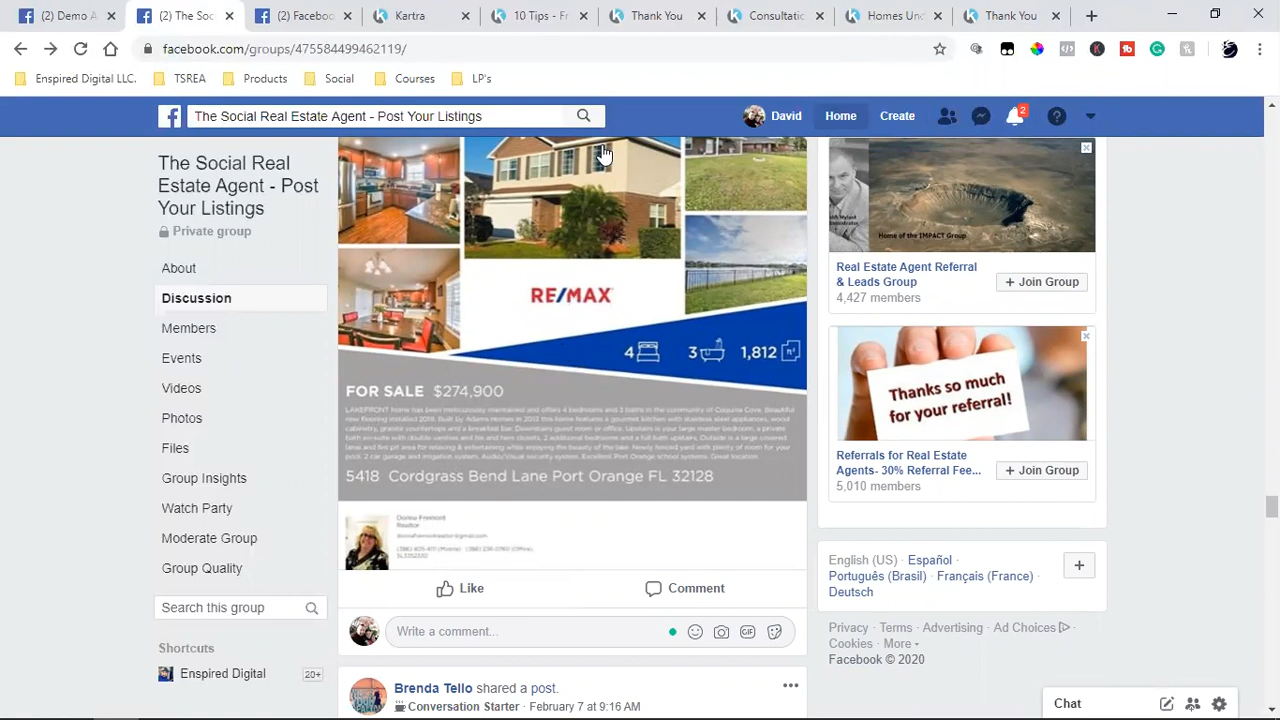 (2) Demo A
(2) The Soc
(2) Faceboo
Kartra
10 Tips - Fr
Thank You
Consultatio
Homes Und
Thank You
facebook.com/groups/475584499462119/
Enspired Digital LLC.
TSREA
Products
Social
Courses
LP's
The Social Real Estate Agent - Post Your Listings
David
Home
Create
2
The Social Real
Estate Agent - Post
Your Listings
Private group
About
Discussion
Members
Events
Videos
Photos
Files
Group Insights
Watch Party
Moderate Group
Group Quality
Search this group
Shortcuts
Enspired Digital
20+
RE/MAX
4
3
1,812
FOR SALE $274,900
5418 Cordgrass Bend Lane Port Orange FL 32128
Realtor
Like
Comment
Write a comment...
GIF
Brenda Tello shared a post.
Conversation Starter · February 7 at 9:16 AM
Home of the IMPACT Group
Real Estate Agent Referral
& Leads Group
4,427 members
+ Join Group
Thanks so much
for your referral!
Referrals for Real Estate
Agents- 30% Referral Fee...
5,010 members
+ Join Group
English (US) · Español ·
Português (Brasil) · Français (France) ·
Deutsch
Privacy · Terms · Advertising · Ad Choices ·
Cookies · More
Facebook © 2020
Chat